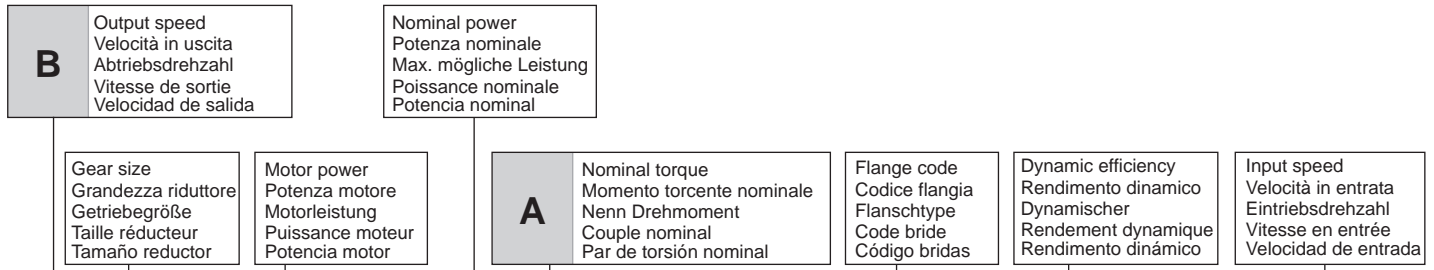 B
Output speed
Velocità in uscita
Abtriebsdrehzahl
Vitesse de sortie
Velocidad de salida
Nominal power
Potenza nominale
Max. mögliche Leistung
Poissance nominale
Potencia nominal
Gear size
Grandezza riduttore
Getriebegröße
Taille réducteur
Tamaño reductor
Motor power
Potenza motore
Motorleistung
Puissance moteur
Potencia motor
A
Nominal torque
Momento torcente nominale
Nenn Drehmoment
Couple nominal
Par de torsión nominal
Flange code
Codice flangia
Flanschtype
Code bride
Código bridas
Dynamic efficiency
Rendimento dinamico
Dynamischer
Rendement dynamique
Rendimento dinámico
Input speed
Velocità in entrata
Eintriebsdrehzahl
Vitesse en entrée
Velocidad de entrada